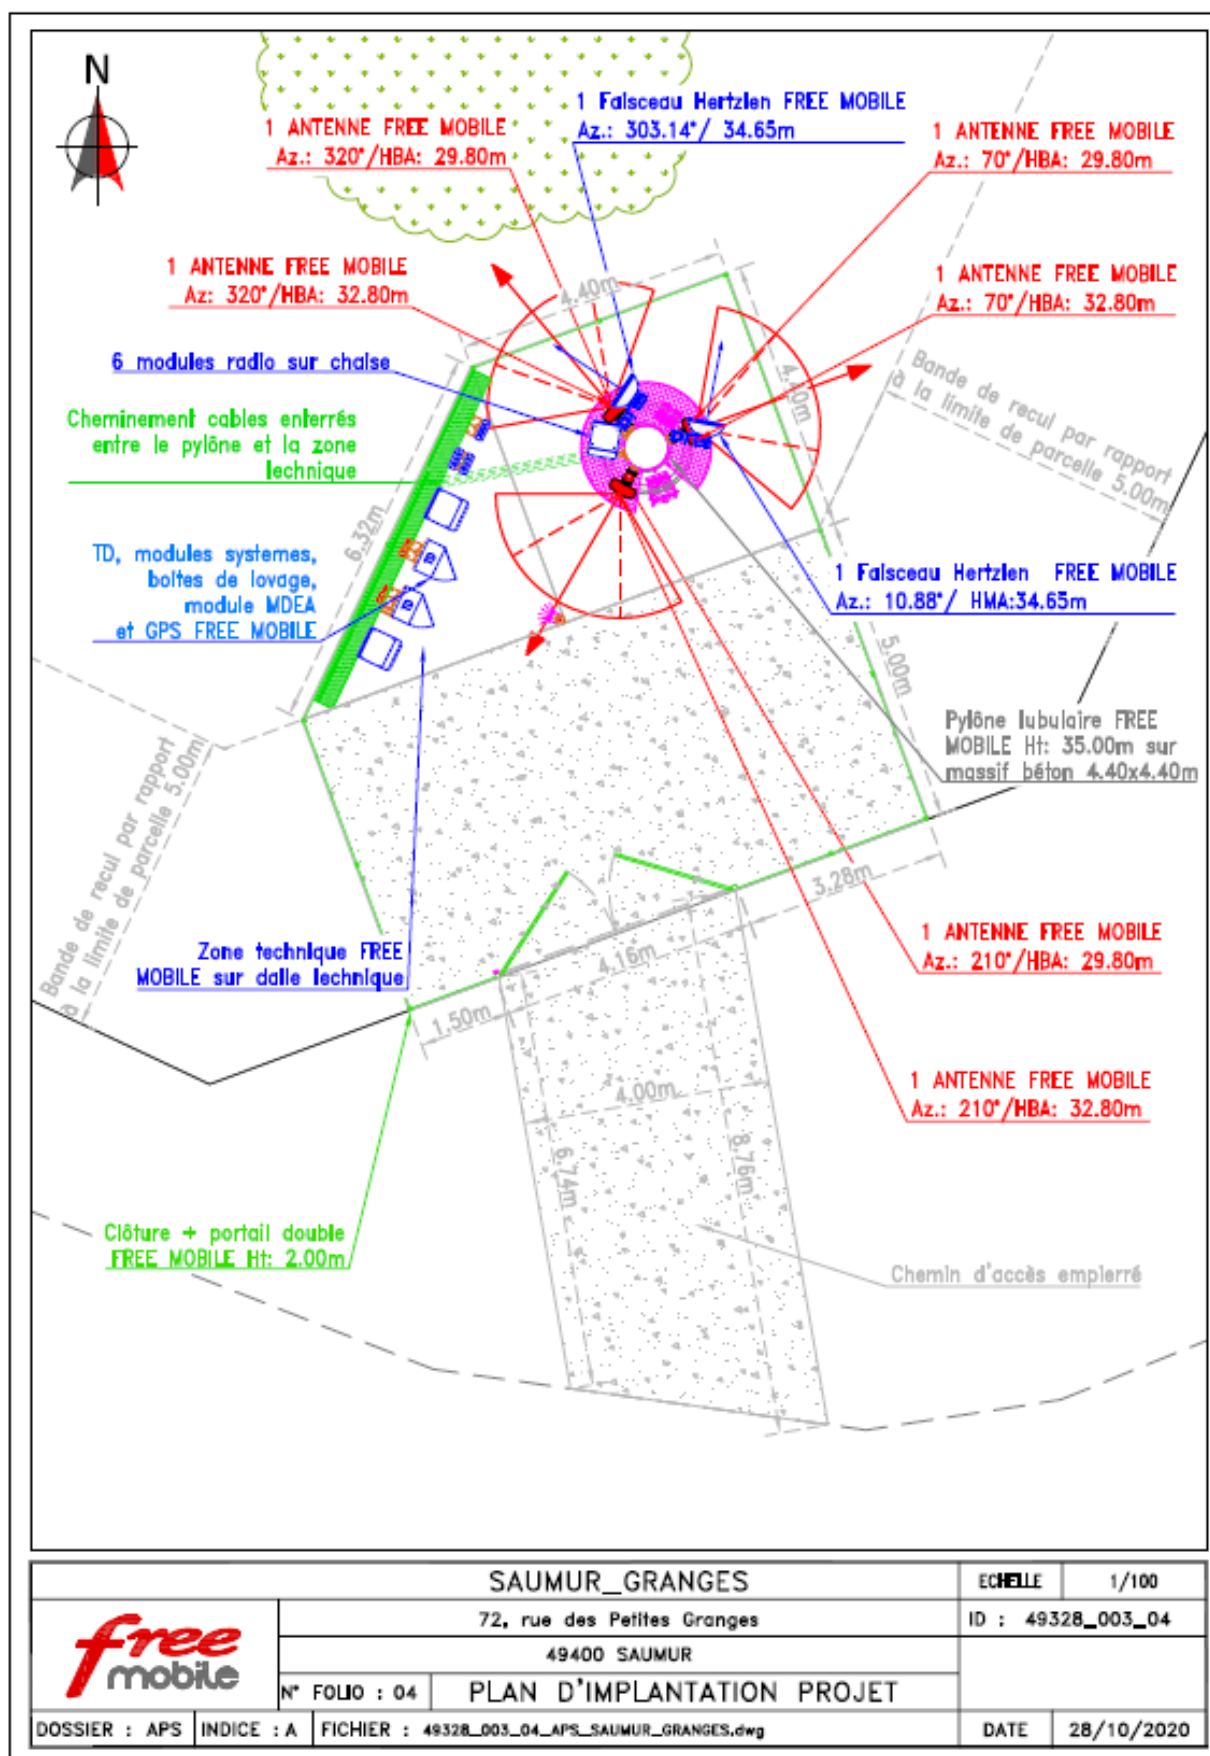 N
1 Faisceau Hertzien FREE MOBILE
Az.: 303.14°/ 34.65m
1 ANTENNE FREE MOBILE
Az.: 320°/HBA: 29.80m
1 ANTENNE FREE MOBILE
Az.: 70°/HBA: 29.80m
1 ANTENNE FREE MOBILE
Az: 320°/HBA: 32.80m
1 ANTENNE FREE MOBILE
Az.: 70°/HBA: 32.80m
4.40m
4.40m
6 modules radio sur chaise
Bande de recul par rapport
à la limite de parcelle 5.00m
Cheminement cables enterrés
entre le pylône et la zone
technique
6.32m
TD, modules systemes,
boites de lovage,
module MDEA
et GPS FREE MOBILE
1 Faisceau Hertzien FREE MOBILE
Az.: 10.88°/ HMA:34.65m
5.00m
Pylône tubulaire FREE
MOBILE Ht: 35.00m sur
massif béton 4.40x4.40m
Bande de recul par rapport
à la limite de parcelle 5.00m
3.28m
Zone technique FREE
MOBILE sur dalle technique
4.16m
1.50m
1 ANTENNE FREE MOBILE
Az.: 210°/HBA: 29.80m
4.00m
1 ANTENNE FREE MOBILE
Az.: 210°/HBA: 32.80m
6.74m
8.76m
Clôture + portail double
FREE MOBILE Ht: 2.00m
Chemin d'accès empierré
SAUMUR_GRANGES
ECHELLE 1/100
free
mobile
72, rue des Petites Granges
ID : 49328_003_04
49400 SAUMUR
N° FOLIO : 04 PLAN D'IMPLANTATION PROJET
DOSSIER : APS INDICE : A FICHIER : 49328_003_04_APS_SAUMUR_GRANGES.dwg DATE 28/10/2020